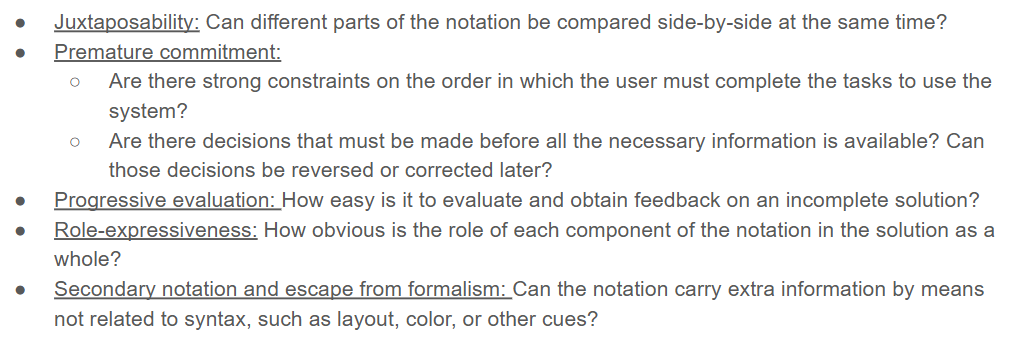 ● Juxtaposability: Can different parts of the notation be compared side-by-side at the same time?
● Premature commitment:
○ Are there strong constraints on the order in which the user must complete the tasks to use the
system?
○ Are there decisions that must be made before all the necessary information is available? Can
those decisions be reversed or corrected later?
● Progressive evaluation: How easy is it to evaluate and obtain feedback on an incomplete solution?
● Role-expressiveness: How obvious is the role of each component of the notation in the solution as a
whole?
● Secondary notation and escape from formalism: Can the notation carry extra information by means
not related to syntax, such as layout, color, or other cues?